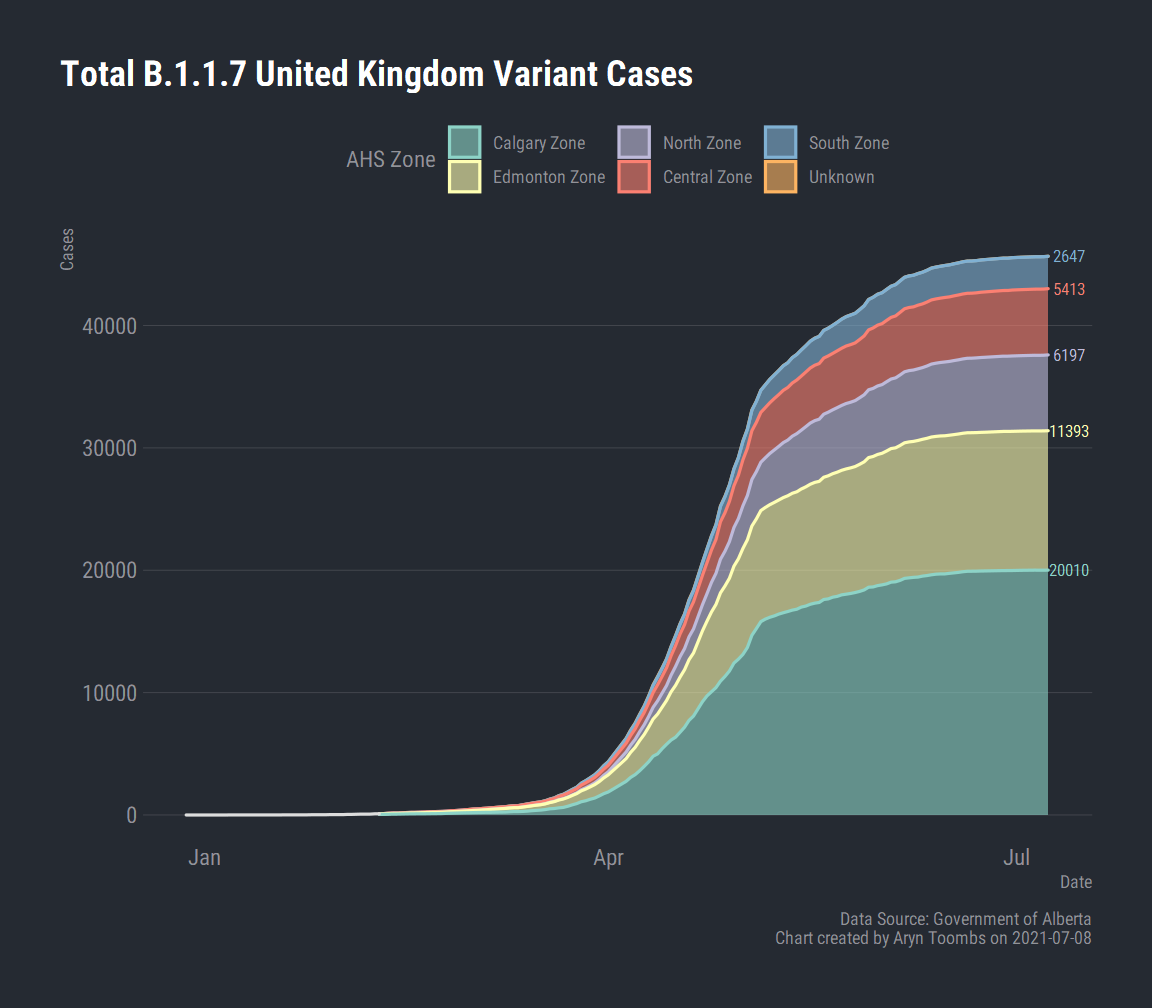 Total B.1.1.7 United Kingdom Variant Cases
AHS Zone
Calgary Zone
North Zone
South Zone
Edmonton Zone
Central Zone
Unknown
Cases
2647
5413
40000
6197
11393
30000
20000
20010
10000
0
Jan
Apr
Jul
Date
Data Source: Government of Alberta
Chart created by Aryn Toombs on 2021-07-08